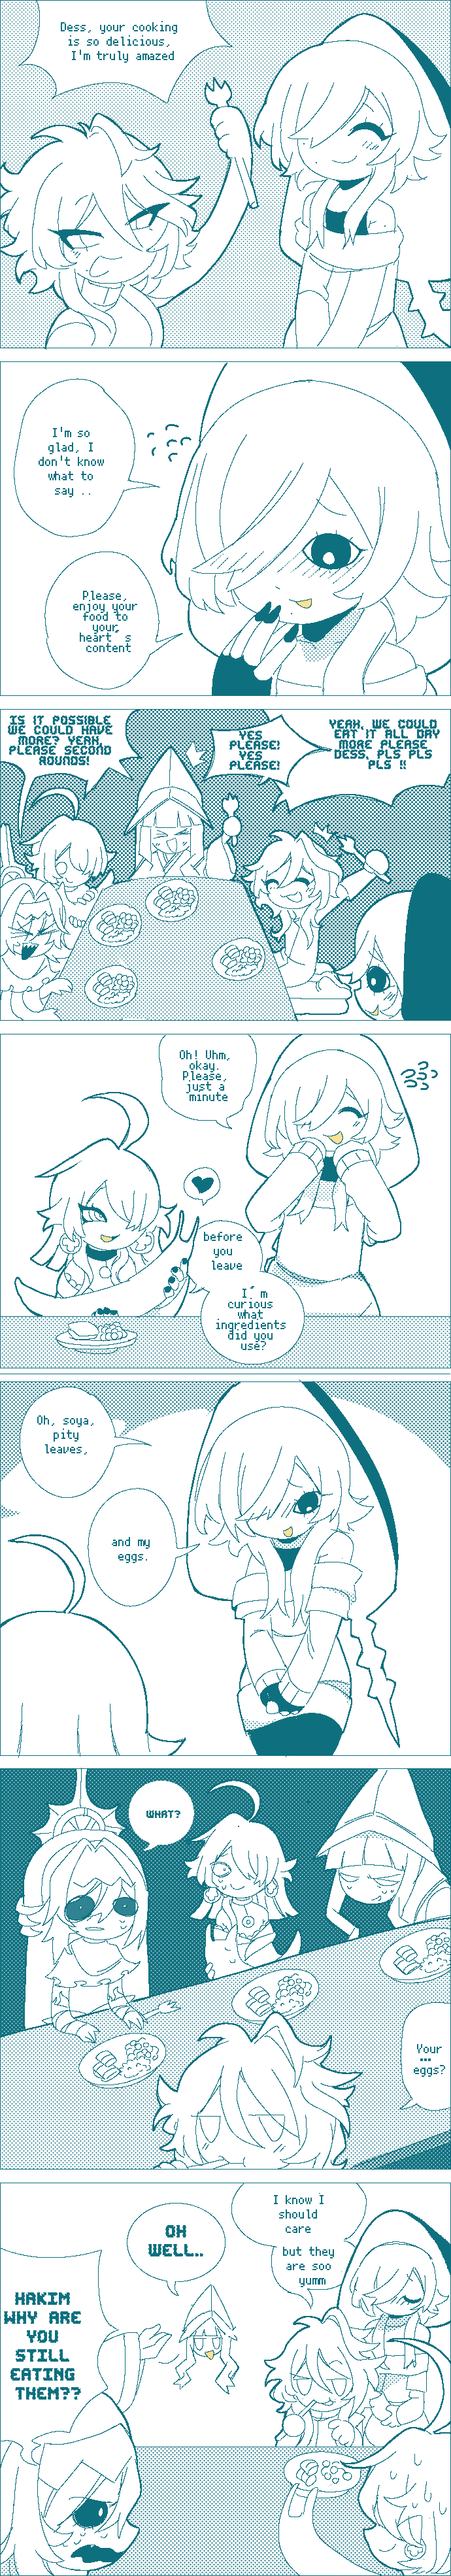 Dess, your cooking
is so delicious,
I'm truly amazed
I'm so
glad, I
don't know
what to
say ..
Please,
enjoy your
food to
your
heart´s
content
IS IT POSSIBLE
WE COULD HAVE
MORE? YEAH,
PLEASE SECOND
ROUNDS!
YES
PLEASE!
YES
PLEASE!
YEAH, WE COULD
EAT IT ALL DAY
MORE PLEASE
DESS, PLS PLS
PLS !!
Oh! Uhm,
okay.
Please,
just a
minute
before
you
leave
I´m
curious
what
ingredients
did you
use?
Oh, soya,
pity
leaves,
and my
eggs.
WHAT?
Your
...
eggs?
I know I
should
care
but they
are soo
yumm
OH
WELL..
HAKIM
WHY ARE
YOU
STILL
EATING
THEM??